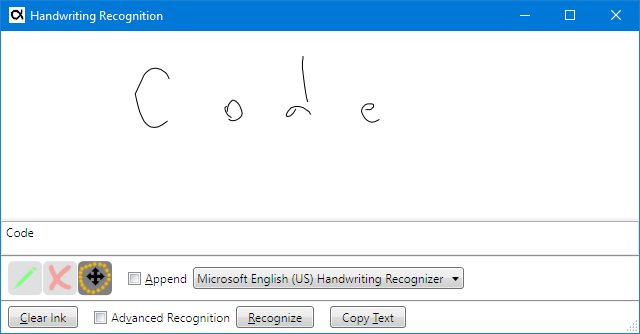 Handwriting Recognition
Code
Code
Append Microsoft English (US) Handwriting Recognizer
Clear Ink Advanced Recognition Recognize Copy Text